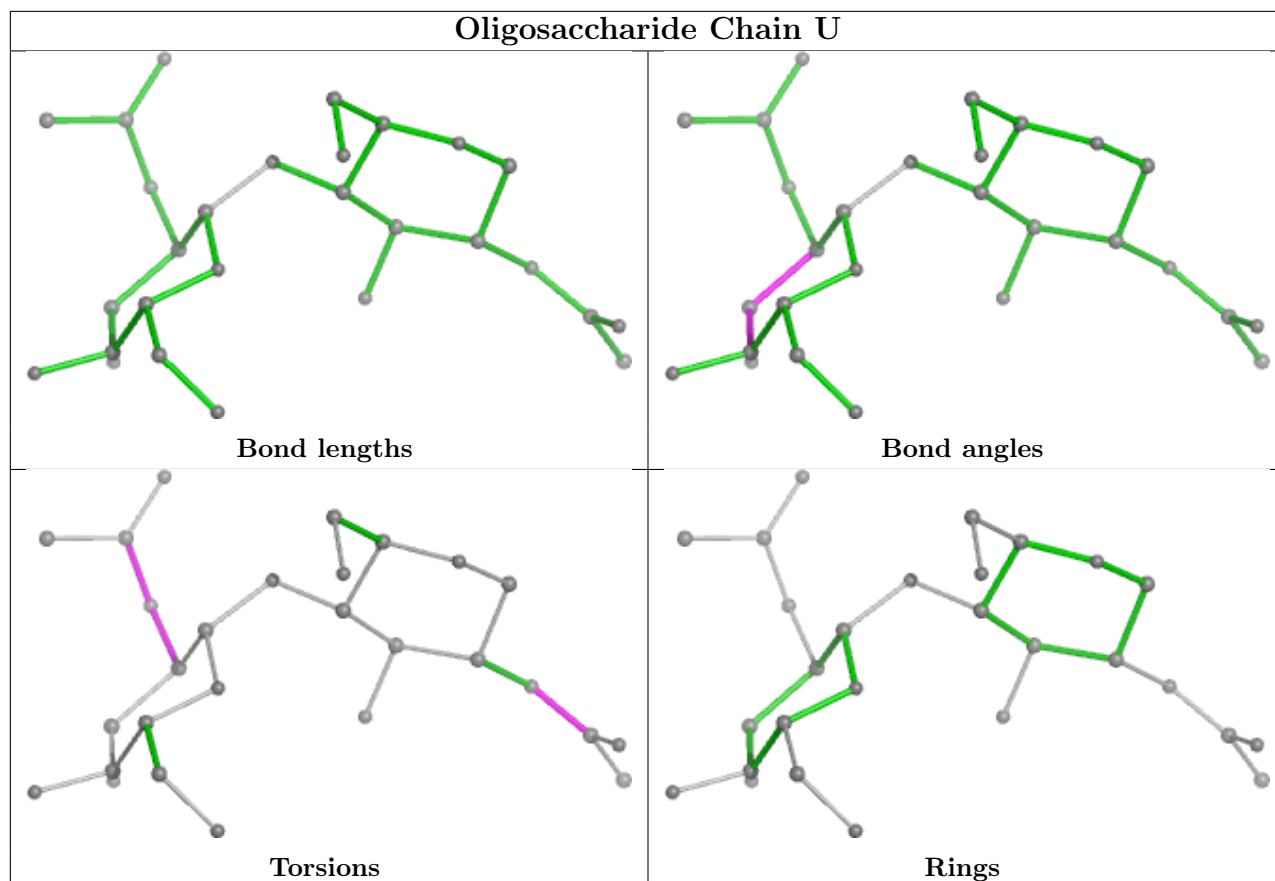 Oligosaccharide Chain U
Bond lengths
Bond angles
Torsions
Rings